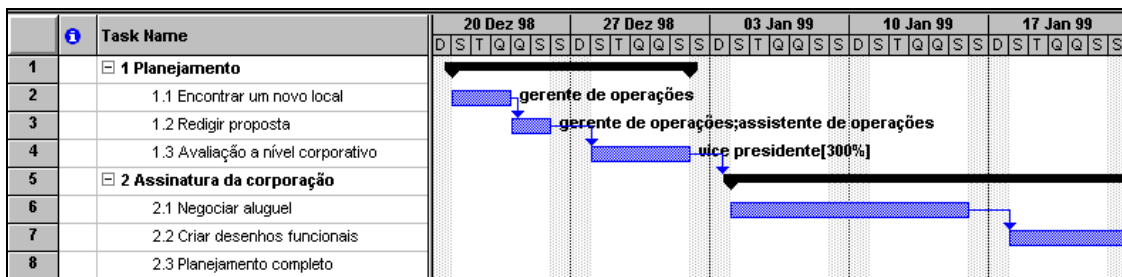 Task Name
20 Dez 98 27 Dez 98 03 Jan 99 10 Jan 99 17 Jan 99
D S T Q Q S S D S T Q Q S S D S T Q Q S S D S T Q Q S S D S T Q Q S S
1 1 Planejamento
2 1.1 Encontrar um novo local gerente de operações
3 1.2 Redigir proposta gerente de operações;assistente de operações
4 1.3 Avaliação a nível corporativo vice presidente[300%]
5 2 Assinatura da corporação
6 2.1 Negociar aluguel
7 2.2 Criar desenhos funcionais
8 2.3 Planejamento completo